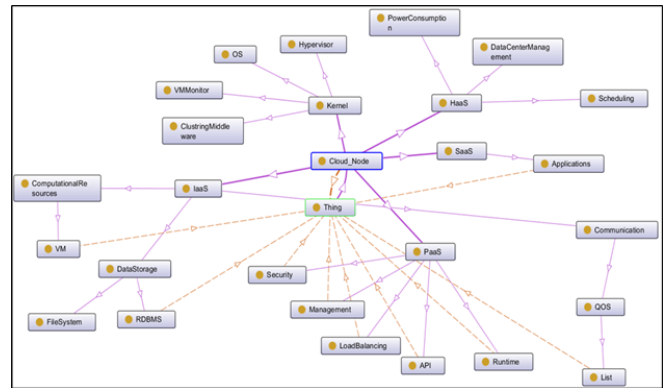 PowerConsumptio
n
Hypervisor
OS
DataCenterManag
ement
VMMonitor
Kernel
HaaS
Scheduling
ClustringMiddle
ware
Cloud_Node
SaaS
Applications
ComputationalRe
sources
IaaS
Thing
Communication
VM
PaaS
DataStorage
Security
Management
QOS
FileSystem
RDBMS
LoadBalancing
API
Runtime
List